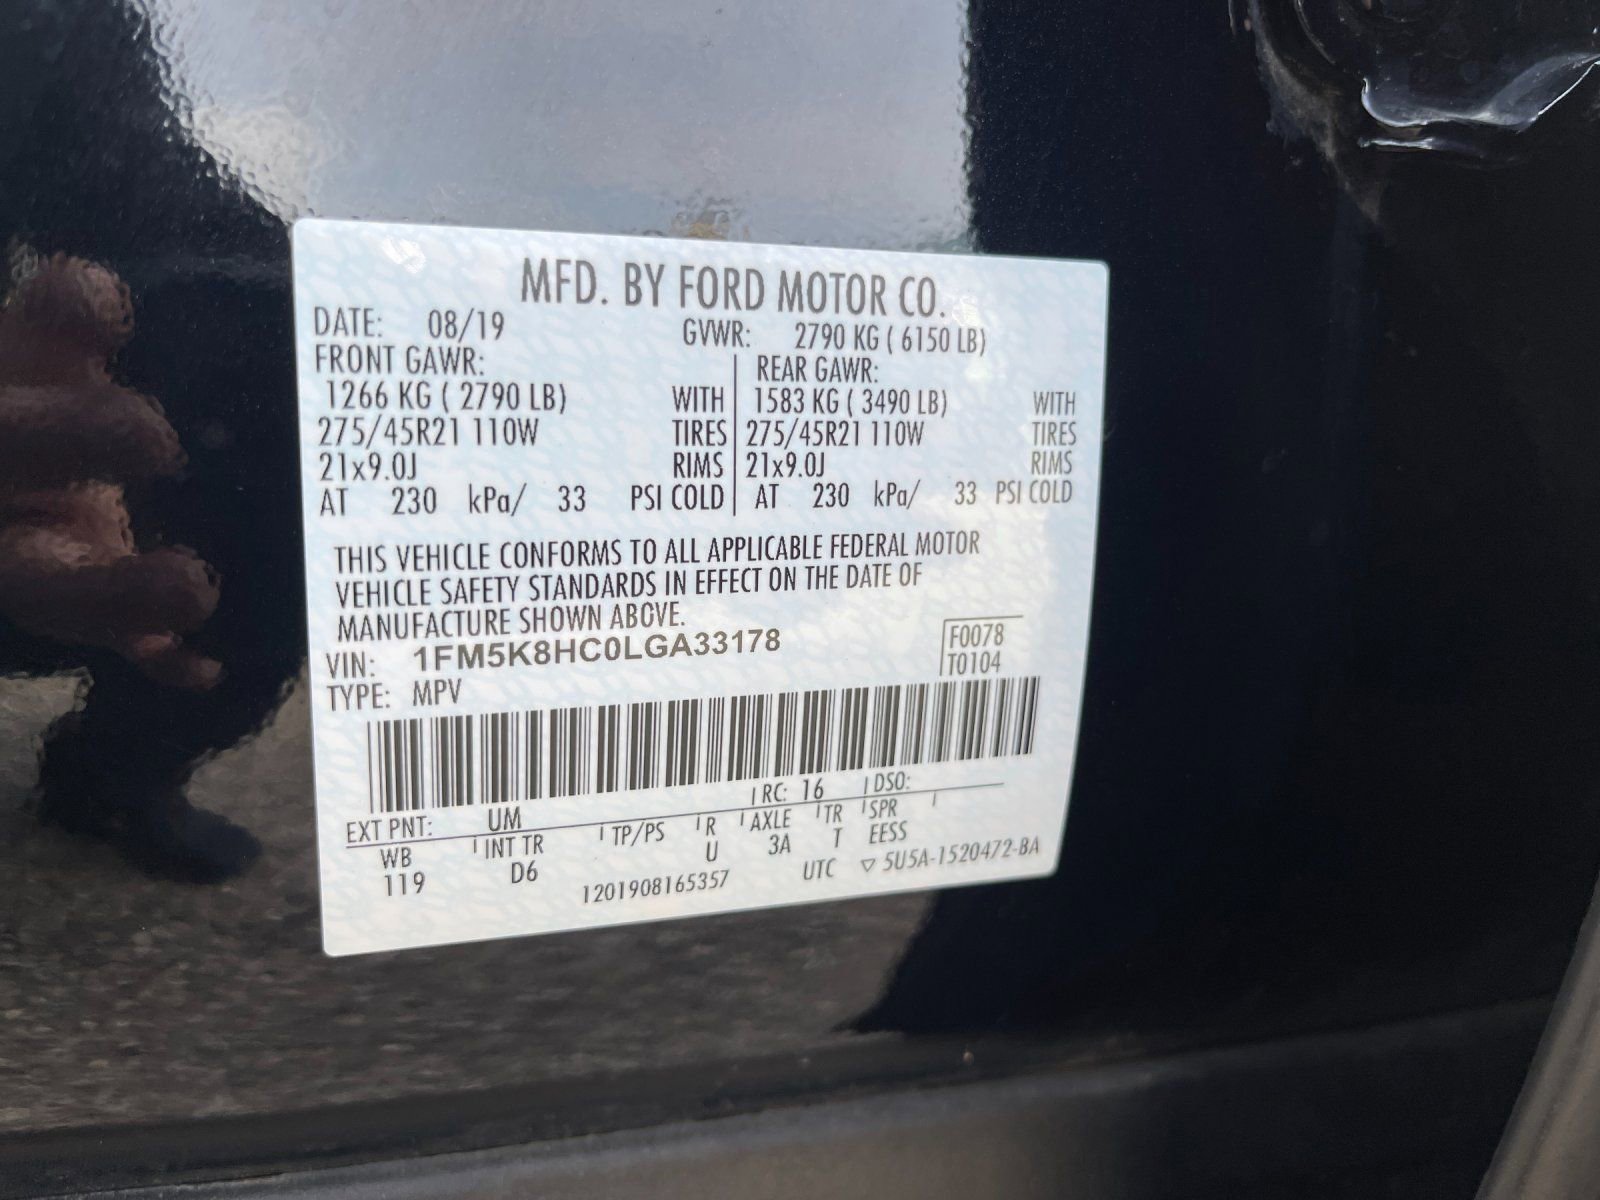 MFD. BY FORD MOTOR CO.
DATE: 08/19 GVWR: 2790 KG ( 6150 LB)
FRONT GAWR: REAR GAWR:
1266 KG ( 2790 LB) WITH 1583 KG ( 3490 LB) WITH
275/45R21 110W TIRES 275/45R21 110W TIRES
21x9.0J RIMS 21x9.0J RIMS
AT 230 kPa/ 33 PSI COLD AT 230 kPa/ 33 PSI COLD
THIS VEHICLE CONFORMS TO ALL APPLICABLE FEDERAL MOTOR
VEHICLE SAFETY STANDARDS IN EFFECT ON THE DATE OF
MANUFACTURE SHOWN ABOVE.
VIN: 1FM5K8HC0LGA33178 F0078
TYPE: MPV T0104
EXT PNT: UM RC: 16 DSO:
WB INT TR TP/PS R AXLE TR SPR
119 D6 U 3A T EESS
1201908165357 UTC ▽ 5U5A-1520472-BA